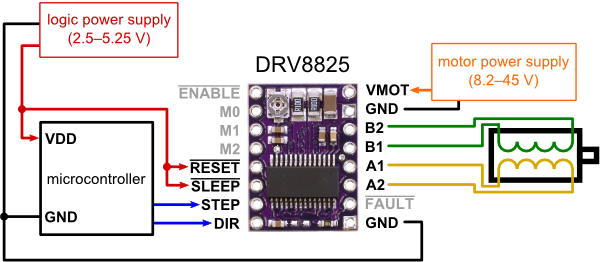 logic power supply
(2.5–5.25 V)
DRV8825
motor power supply
(8.2–45 V)
ENABLE
M0
M1
M2
RESET
SLEEP
STEP
DIR
VMOT
GND
B2
B1
A1
A2
FAULT
GND
VDD
microcontroller
GND